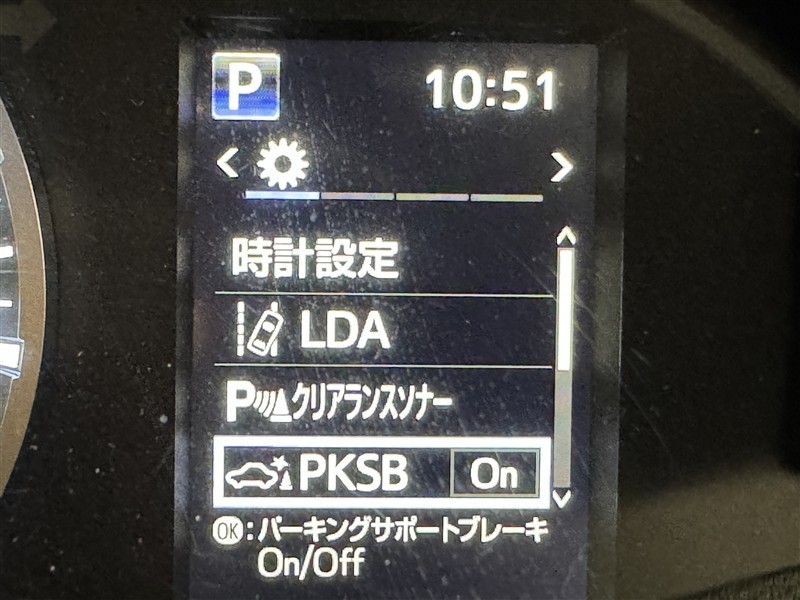 P 10:51
時計設定
LDA
P クリアランスソナー
PKSB On
OK:パーキングサポートブレーキ
On/Off